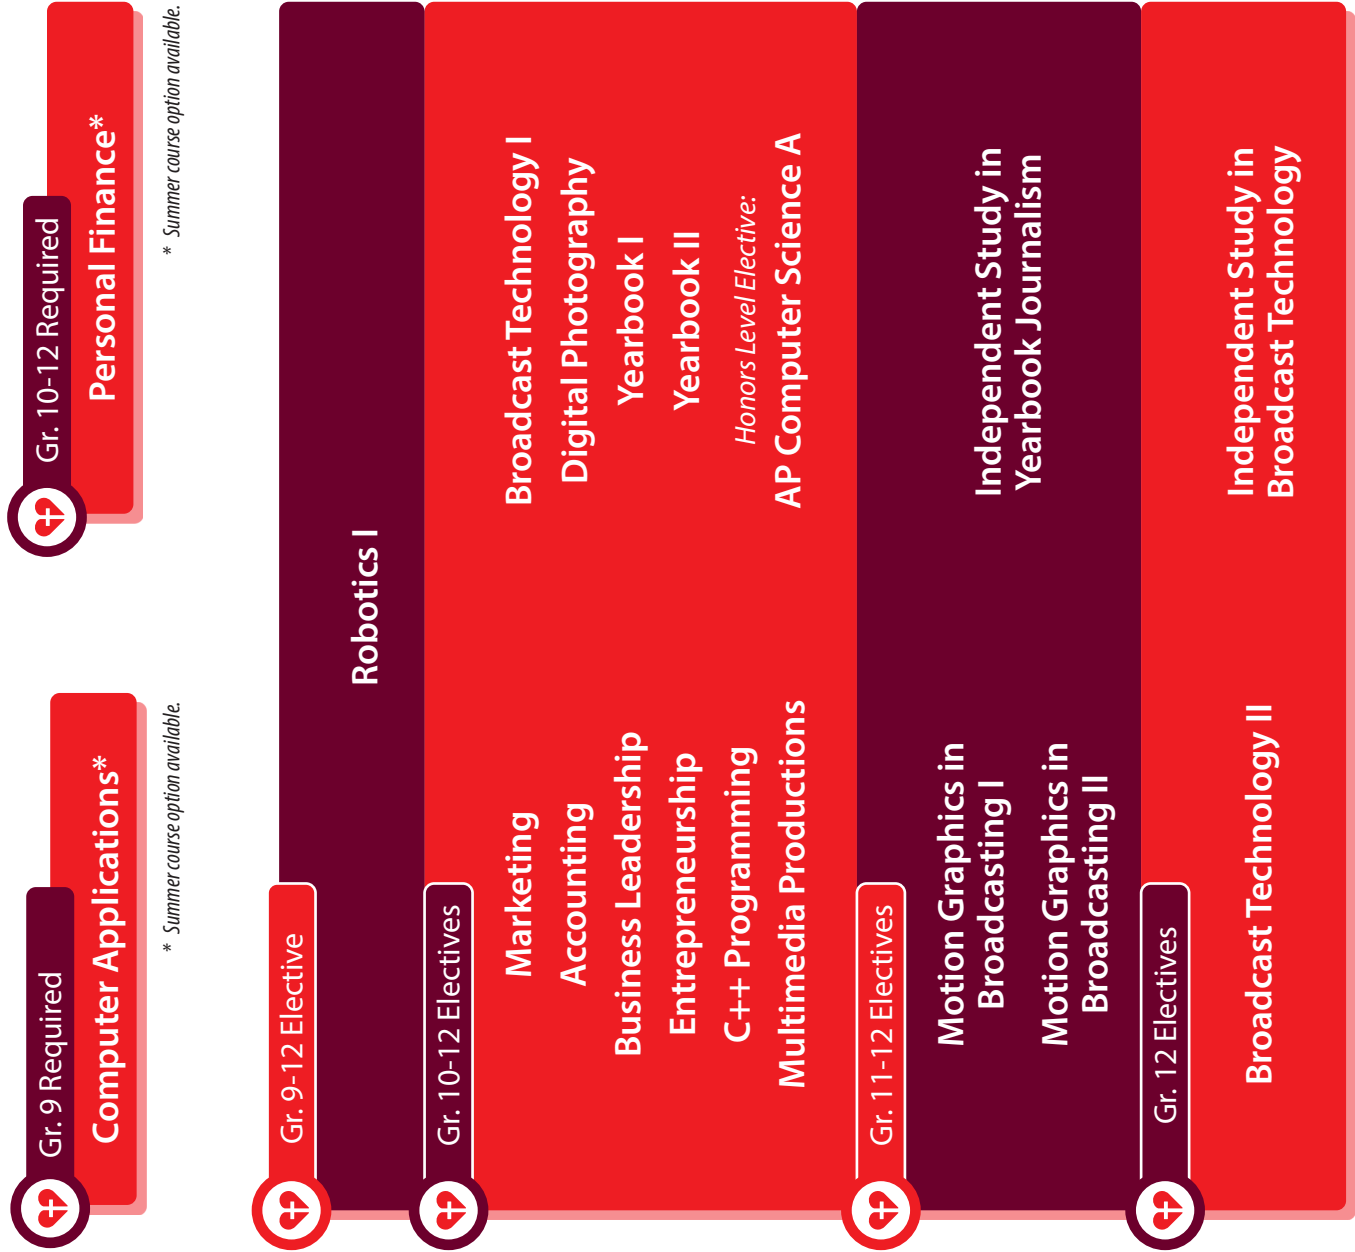 Gr. 9 Required
Computer Applications*
* Summer course option available.
Gr. 10-12 Required
Personal Finance*
* Summer course option available.
Gr. 9-12 Elective
Robotics I
Gr. 10-12 Electives
Marketing
Accounting
Business Leadership
Entrepreneurship
C++ Programming
Multimedia Productions
Broadcast Technology I
Digital Photography
Yearbook I
Yearbook II
Honors Level Elective:
AP Computer Science A
Gr. 11-12 Electives
Motion Graphics in
Broadcasting I
Motion Graphics in
Broadcasting II
Independent Study in
Yearbook Journalism
Gr. 12 Electives
Broadcast Technology II
Independent Study in
Broadcast Technology